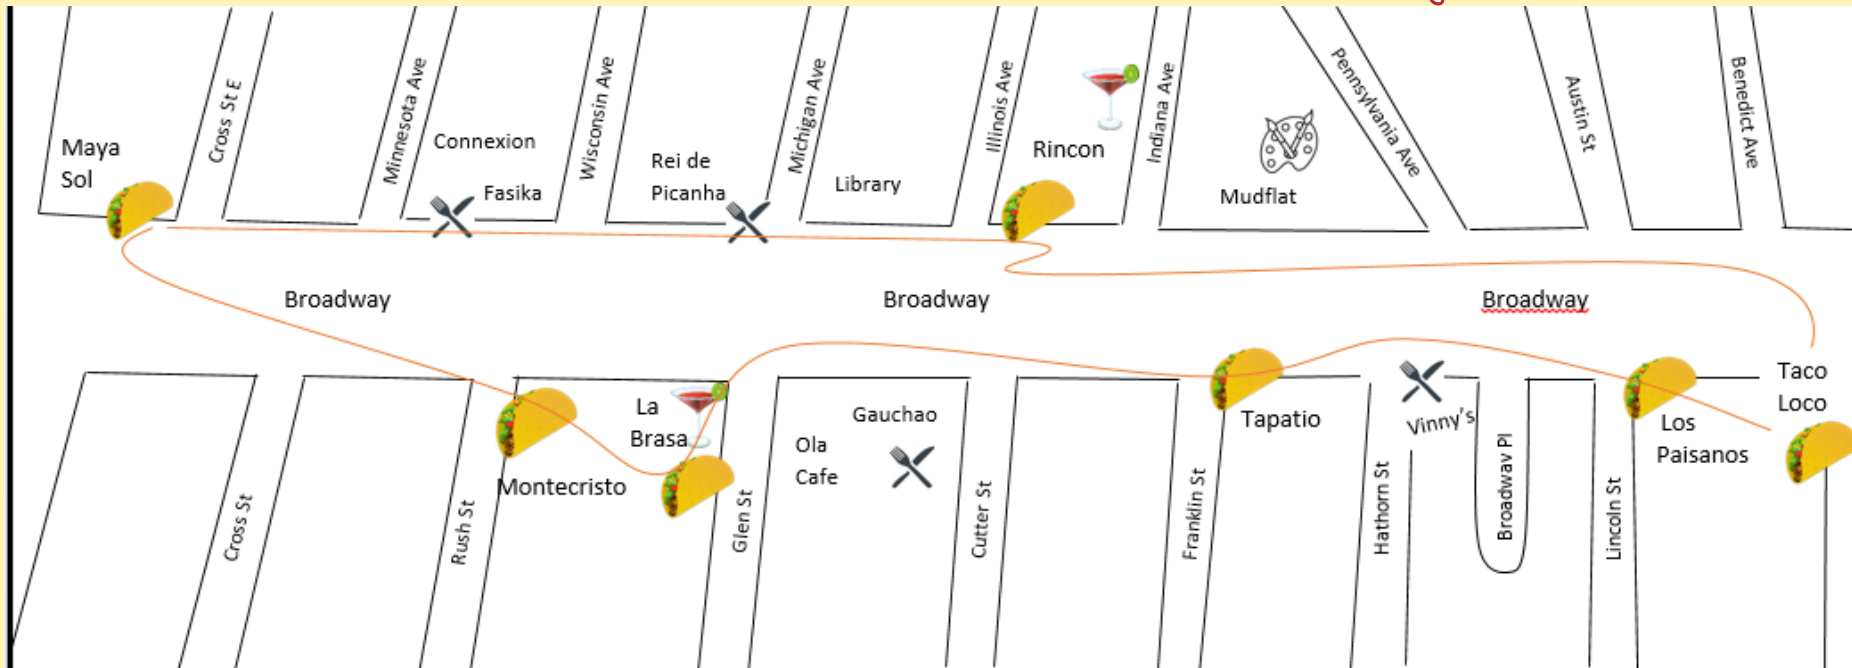 Maya
Sol
Cross St E
Minnesota Ave
Connexion
Fasika
Wisconsin Ave
Rei de
Picanha
Michigan Ave
Library
Illinois Ave
Rincon
Indiana Ave
Mudflat
Pennsylvania Ave
Austin St
Benedict Ave
Broadway
Broadway
Broadway
Cross St
Rush St
Montecristo
La
Brasa
Glen St
Ola
Cafe
Gauchao
Cutter St
Franklin St
Tapatio
Hathorn St
Vinny's
Broadway Pl
Lincoln St
Los
Paisanos
Taco
Loco